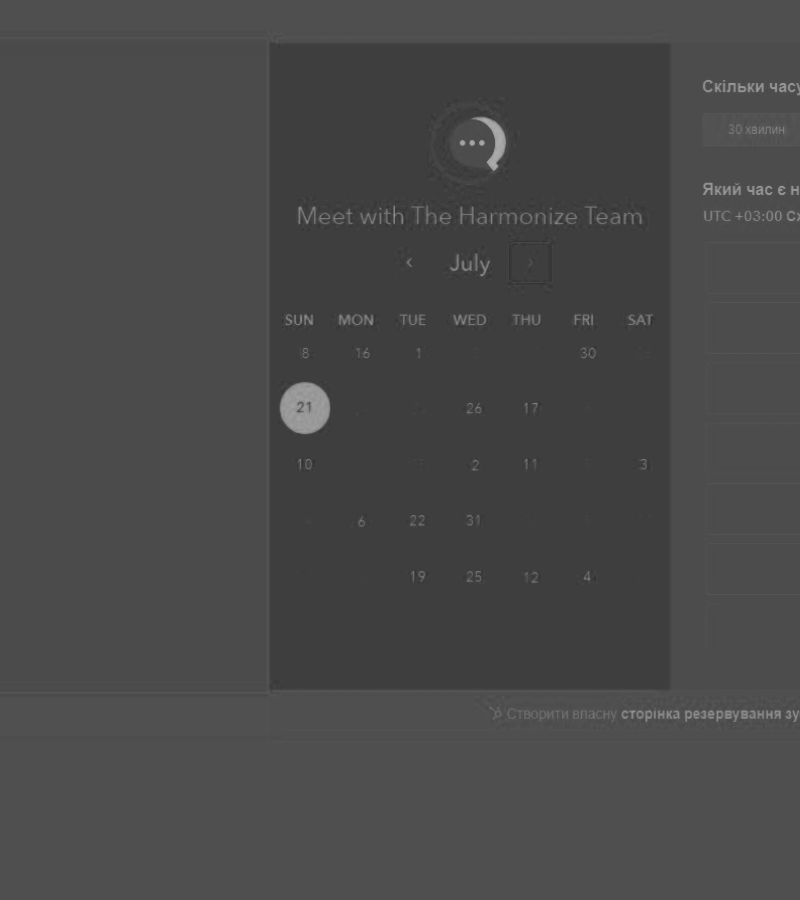 Скільки часу
30 хвилин
Який час є н
UTC +03:00 Сх
Meet with The Harmonize Team
July
SUN MON TUE WED THU FRI SAT
8 16 1 30
21 26 17
10 2 11 3
6 22 31
19 25 12 4
Створити власну сторінка резервування зу